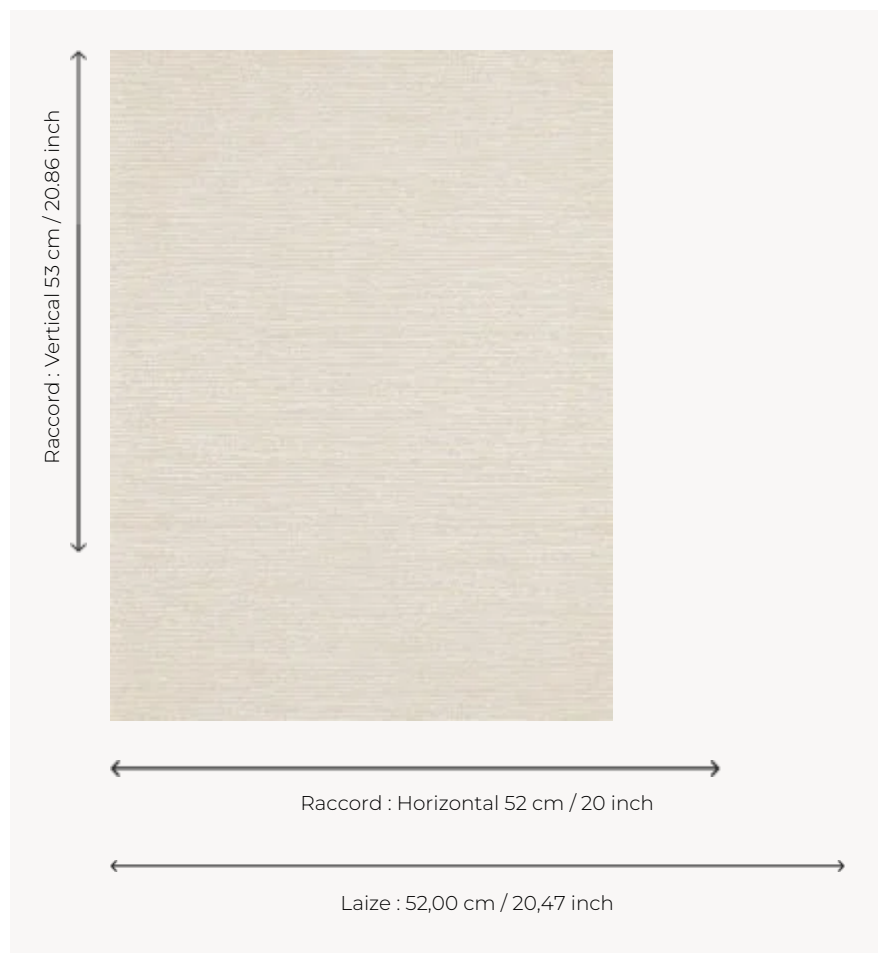 Raccord : Vertical 53 cm / 20.86 inch
Raccord : Horizontal 52 cm / 20 inch
Laize : 52,00 cm / 20,47 inch